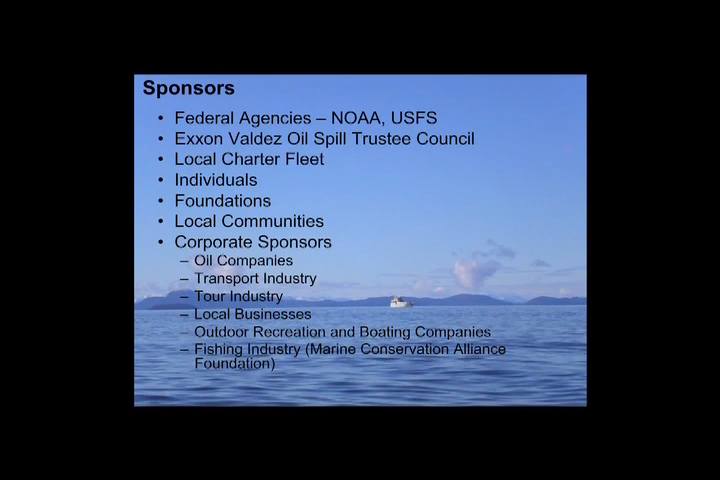 Sponsors
• Federal Agencies – NOAA, USFS
• Exxon Valdez Oil Spill Trustee Council
• Local Charter Fleet
• Individuals
• Foundations
• Local Communities
• Corporate Sponsors
– Oil Companies
– Transport Industry
– Tour Industry
– Local Businesses
– Outdoor Recreation and Boating Companies
– Fishing Industry (Marine Conservation Alliance
Foundation)